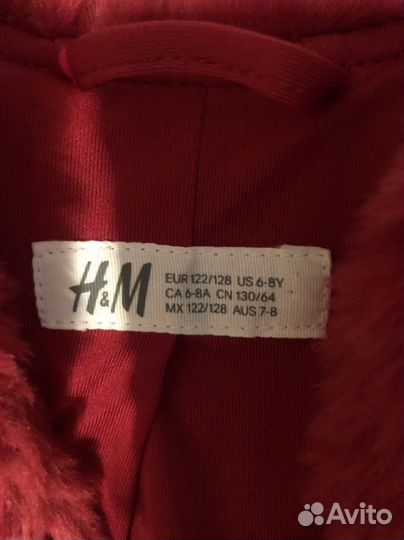 H&M
EUR 122/128 US 6-8Y
CA 6-8A CN 130/64
MX 122/128 AUS 7-8
Avito